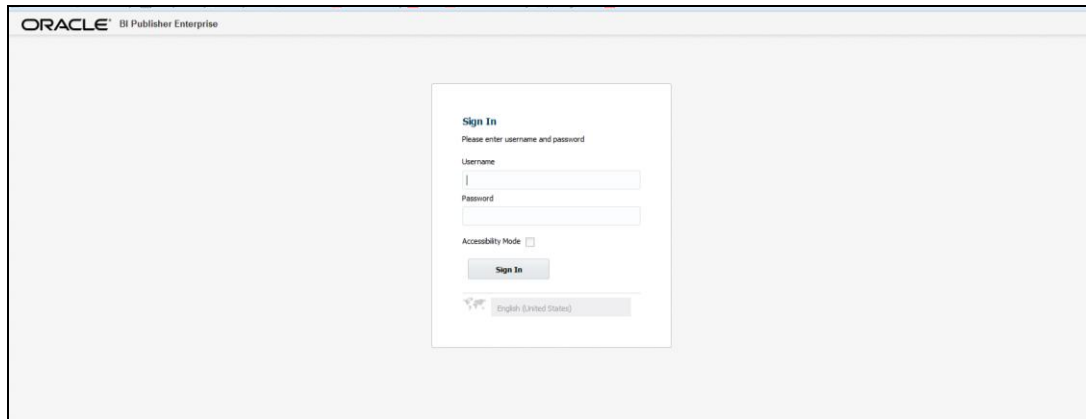 ORACLE® BI Publisher Enterprise
Sign In
Please enter username and password
Username
Password
Accessibility Mode
Sign In
English (United States)